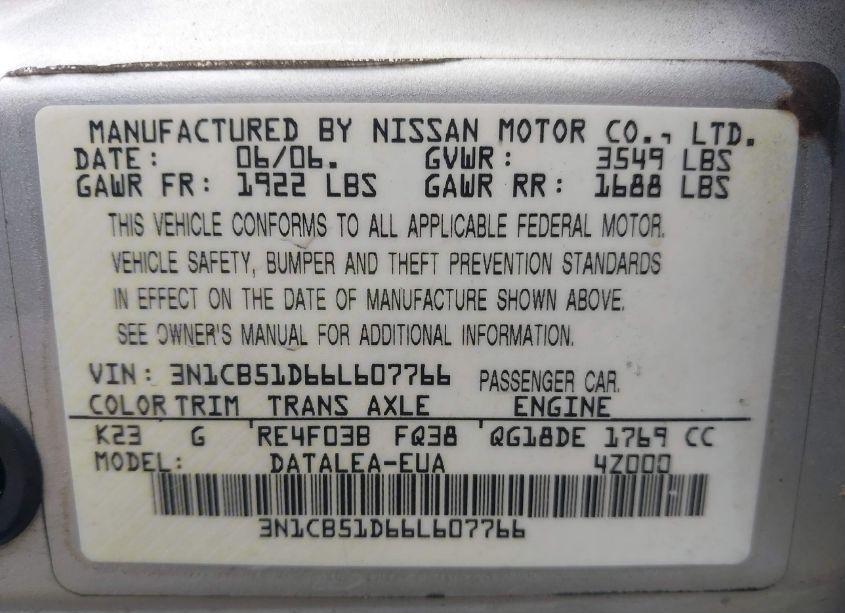 MANUFACTURED BY NISSAN MOTOR CO., LTD.
DATE: 06/06. GVWR: 3549 LBS
GAWR FR: 1922 LBS GAWR RR: 1688 LBS
THIS VEHICLE CONFORMS TO ALL APPLICABLE FEDERAL MOTOR.
VEHICLE SAFETY, BUMPER AND THEFT PREVENTION STANDARDS
IN EFFECT ON THE DATE OF MANUFACTURE SHOWN ABOVE.
SEE OWNER'S MANUAL FOR ADDITIONAL INFORMATION.
VIN: 3N1CB51D66L607766 PASSENGER CAR.
COLOR TRIM TRANS AXLE ENGINE
K23 G RE4F03B FQ38 QG18DE 1769 CC
MODEL: DATALEA-EUA 4Z000
3N1CB51D66L607766